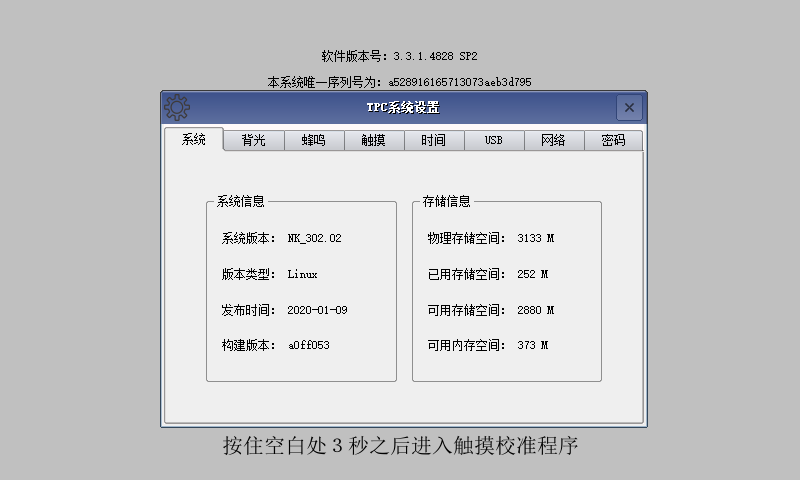 软件版本号：3.3.1.4828 SP2
本系统唯一序列号为：a528916165713073aeb3d795
TPC系统设置
系统 背光 蜂鸣 触摸 时间 USB 网络 密码
系统信息
系统版本： NK_302.02
版本类型： Linux
发布时间： 2020-01-09
构建版本： a0ff053
存储信息
物理存储空间： 3133 M
已用存储空间： 252 M
可用存储空间： 2880 M
可用内存空间： 373 M
按住空白处 3 秒之后进入触摸校准程序